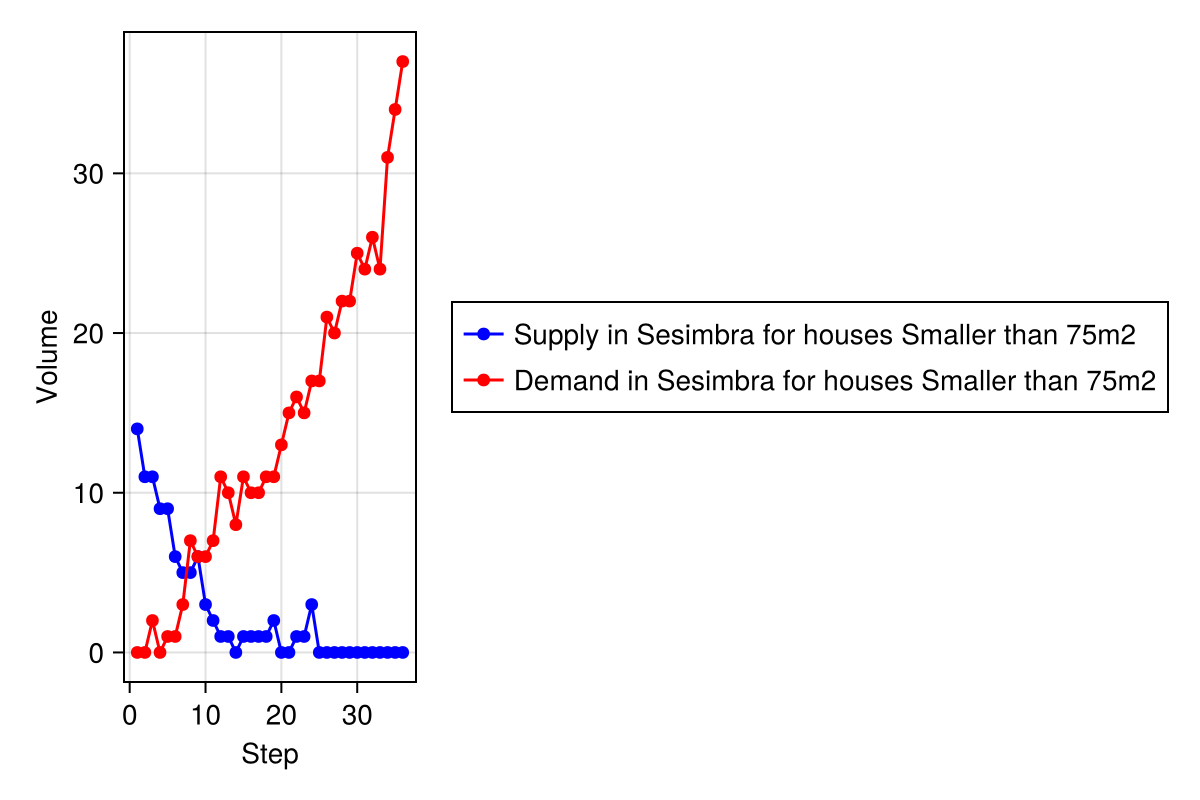 Volume
30
20
10
0
0 10 20 30
Step
Supply in Sesimbra for houses Smaller than 75m2
Demand in Sesimbra for houses Smaller than 75m2